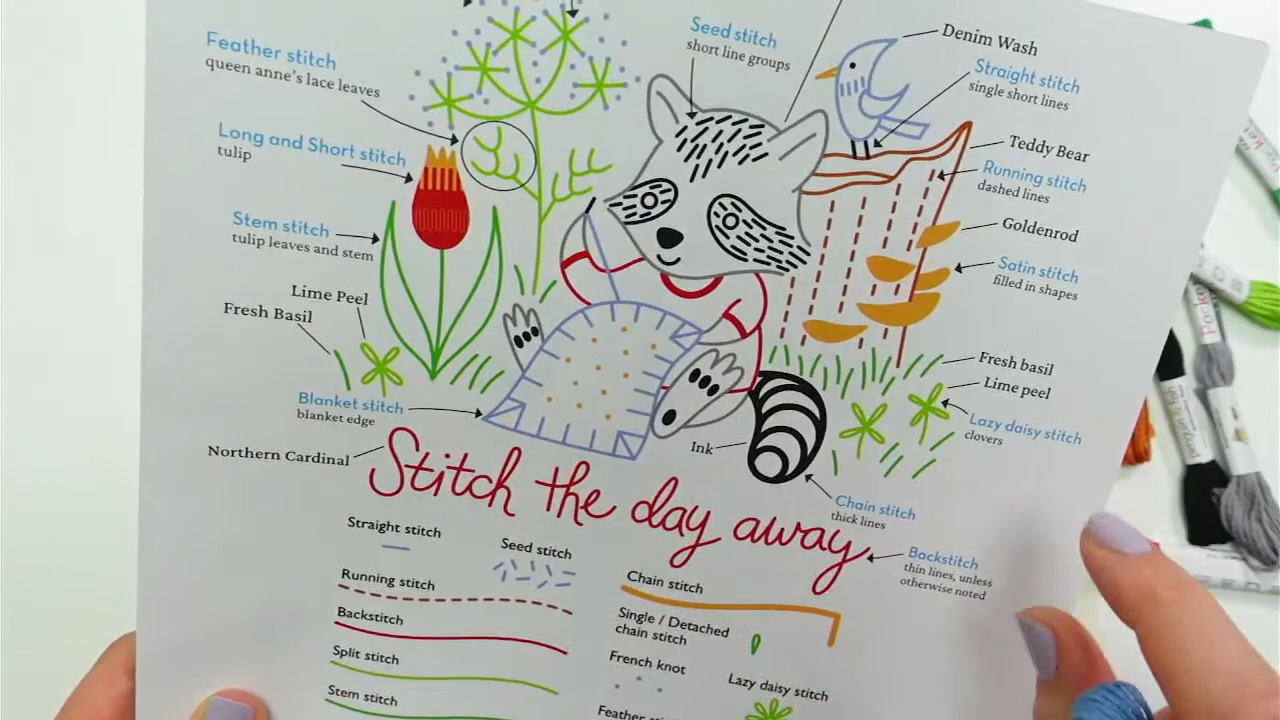 Feather stitch
queen anne's lace leaves
Seed stitch
short line groups
Denim Wash
Straight stitch
single short lines
Long and Short stitch
tulip
Teddy Bear
Running stitch
dashed lines
Stem stitch
tulip leaves and stem
Goldenrod
Satin stitch
filled in shapes
Lime Peel
Fresh Basil
Fresh basil
Lime peel
Blanket stitch
blanket edge
Lazy daisy stitch
clovers
Northern Cardinal
Ink
Chain stitch
thick lines
Stitch the day away
Backstitch
thin lines, unless
otherwise noted
Straight stitch
Seed stitch
Running stitch
Backstitch
Split stitch
Stem stitch
Chain stitch
Single / Detached
chain stitch
French knot
Lazy daisy stitch
Feather